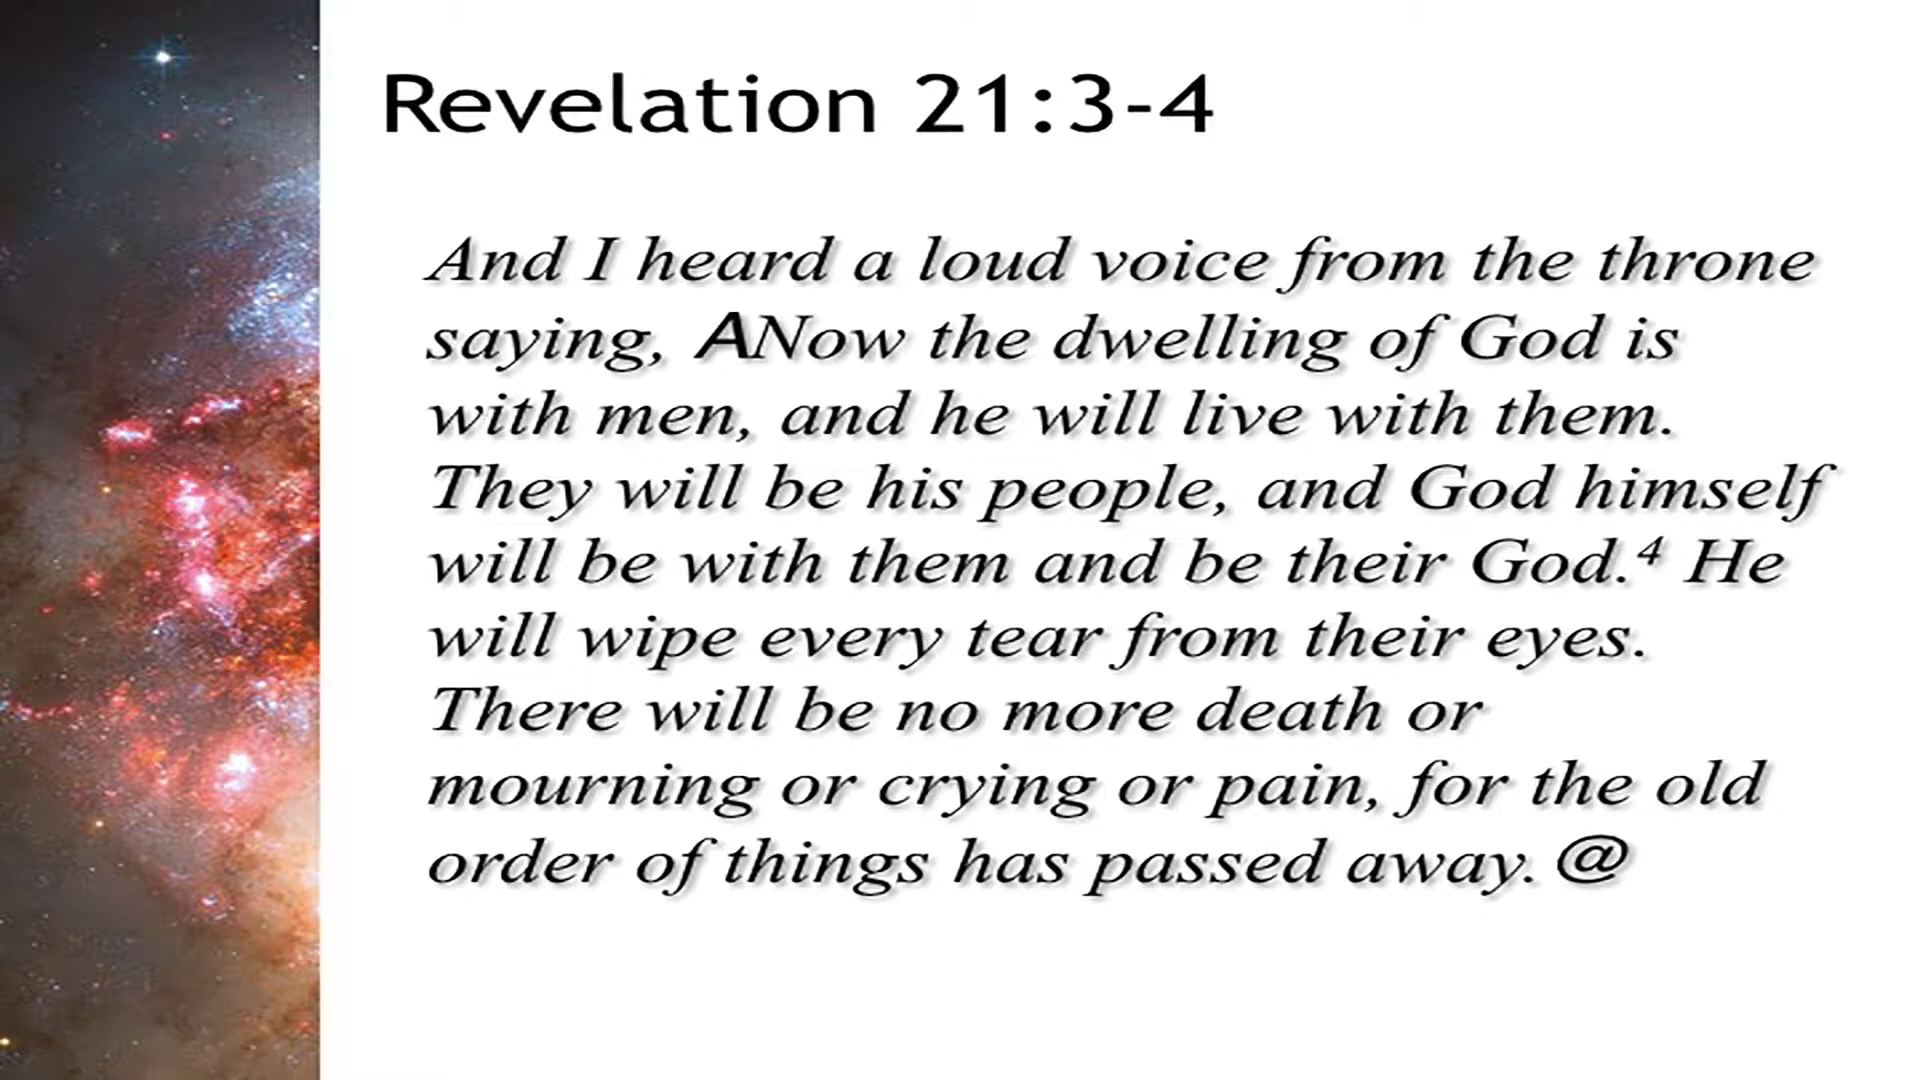 Revelation 21:3-4
And I heard a loud voice from the throne
saying, ANow the dwelling of God is
with men, and he will live with them.
They will be his people, and God himself
will be with them and be their God.⁴ He
will wipe every tear from their eyes.
There will be no more death or
mourning or crying or pain, for the old
order of things has passed away. @